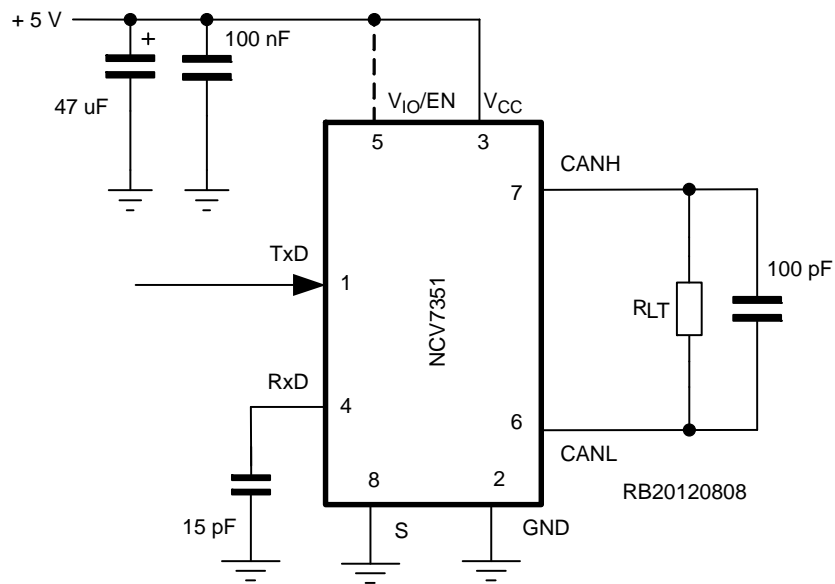 + 5 V
+
100 nF
47 uF
VIO/EN
VCC
5
3
CANH
7
TxD
1
100 pF
NCV7351
RLT
RxD
4
6
CANL
8
2
RB20120808
15 pF
S
GND